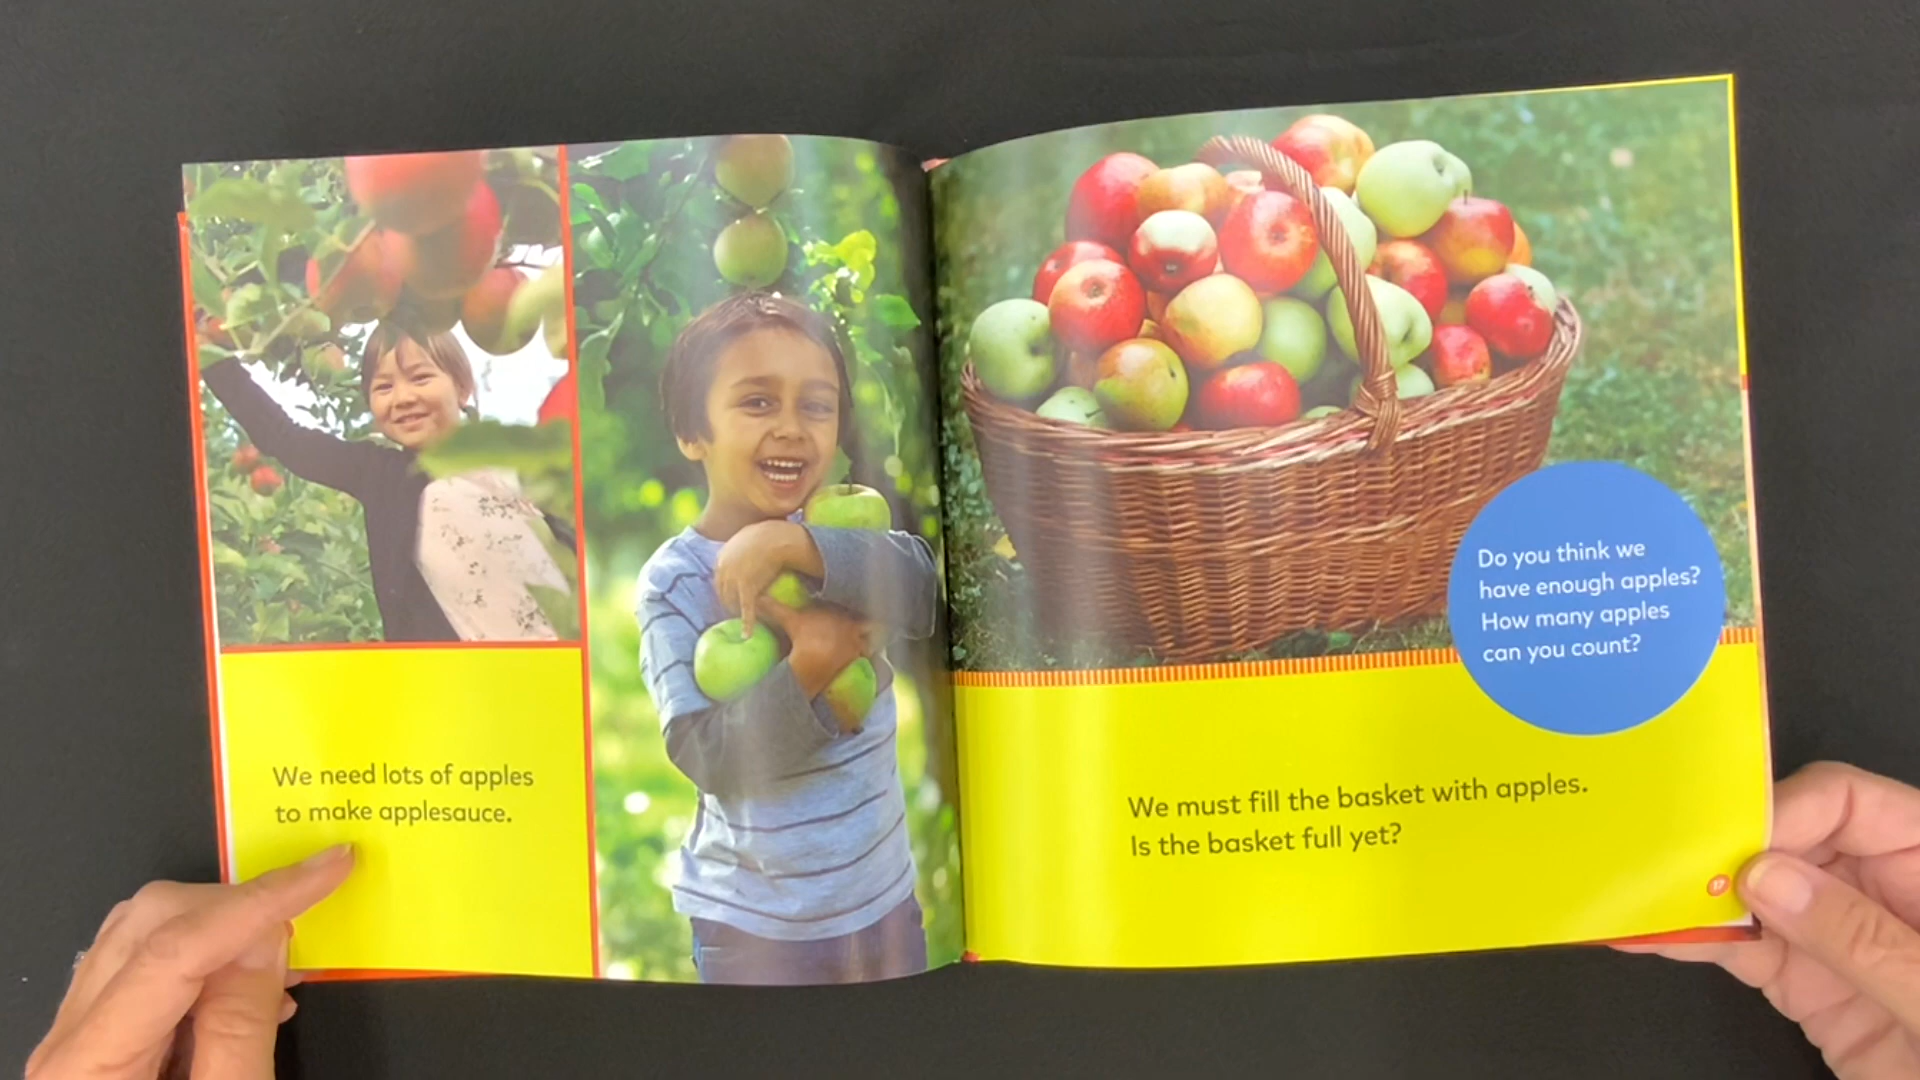 We need lots of apples
to make applesauce.
Do you think we
have enough apples?
How many apples
can you count?
We must fill the basket with apples.
Is the basket full yet?
17